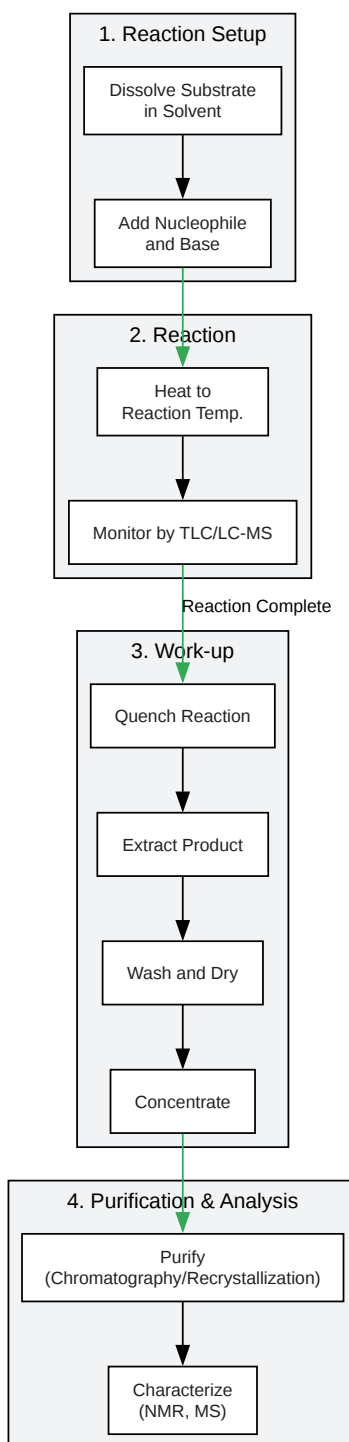 1. Reaction Setup
Dissolve Substrate
in Solvent
Add Nucleophile
and Base
2. Reaction
Heat to
Reaction Temp.
Monitor by TLC/LC-MS
Reaction Complete
3. Work-up
Quench Reaction
Extract Product
Wash and Dry
Concentrate
4. Purification & Analysis
Purify
(Chromatography/Recrystallization)
Characterize
(NMR, MS)